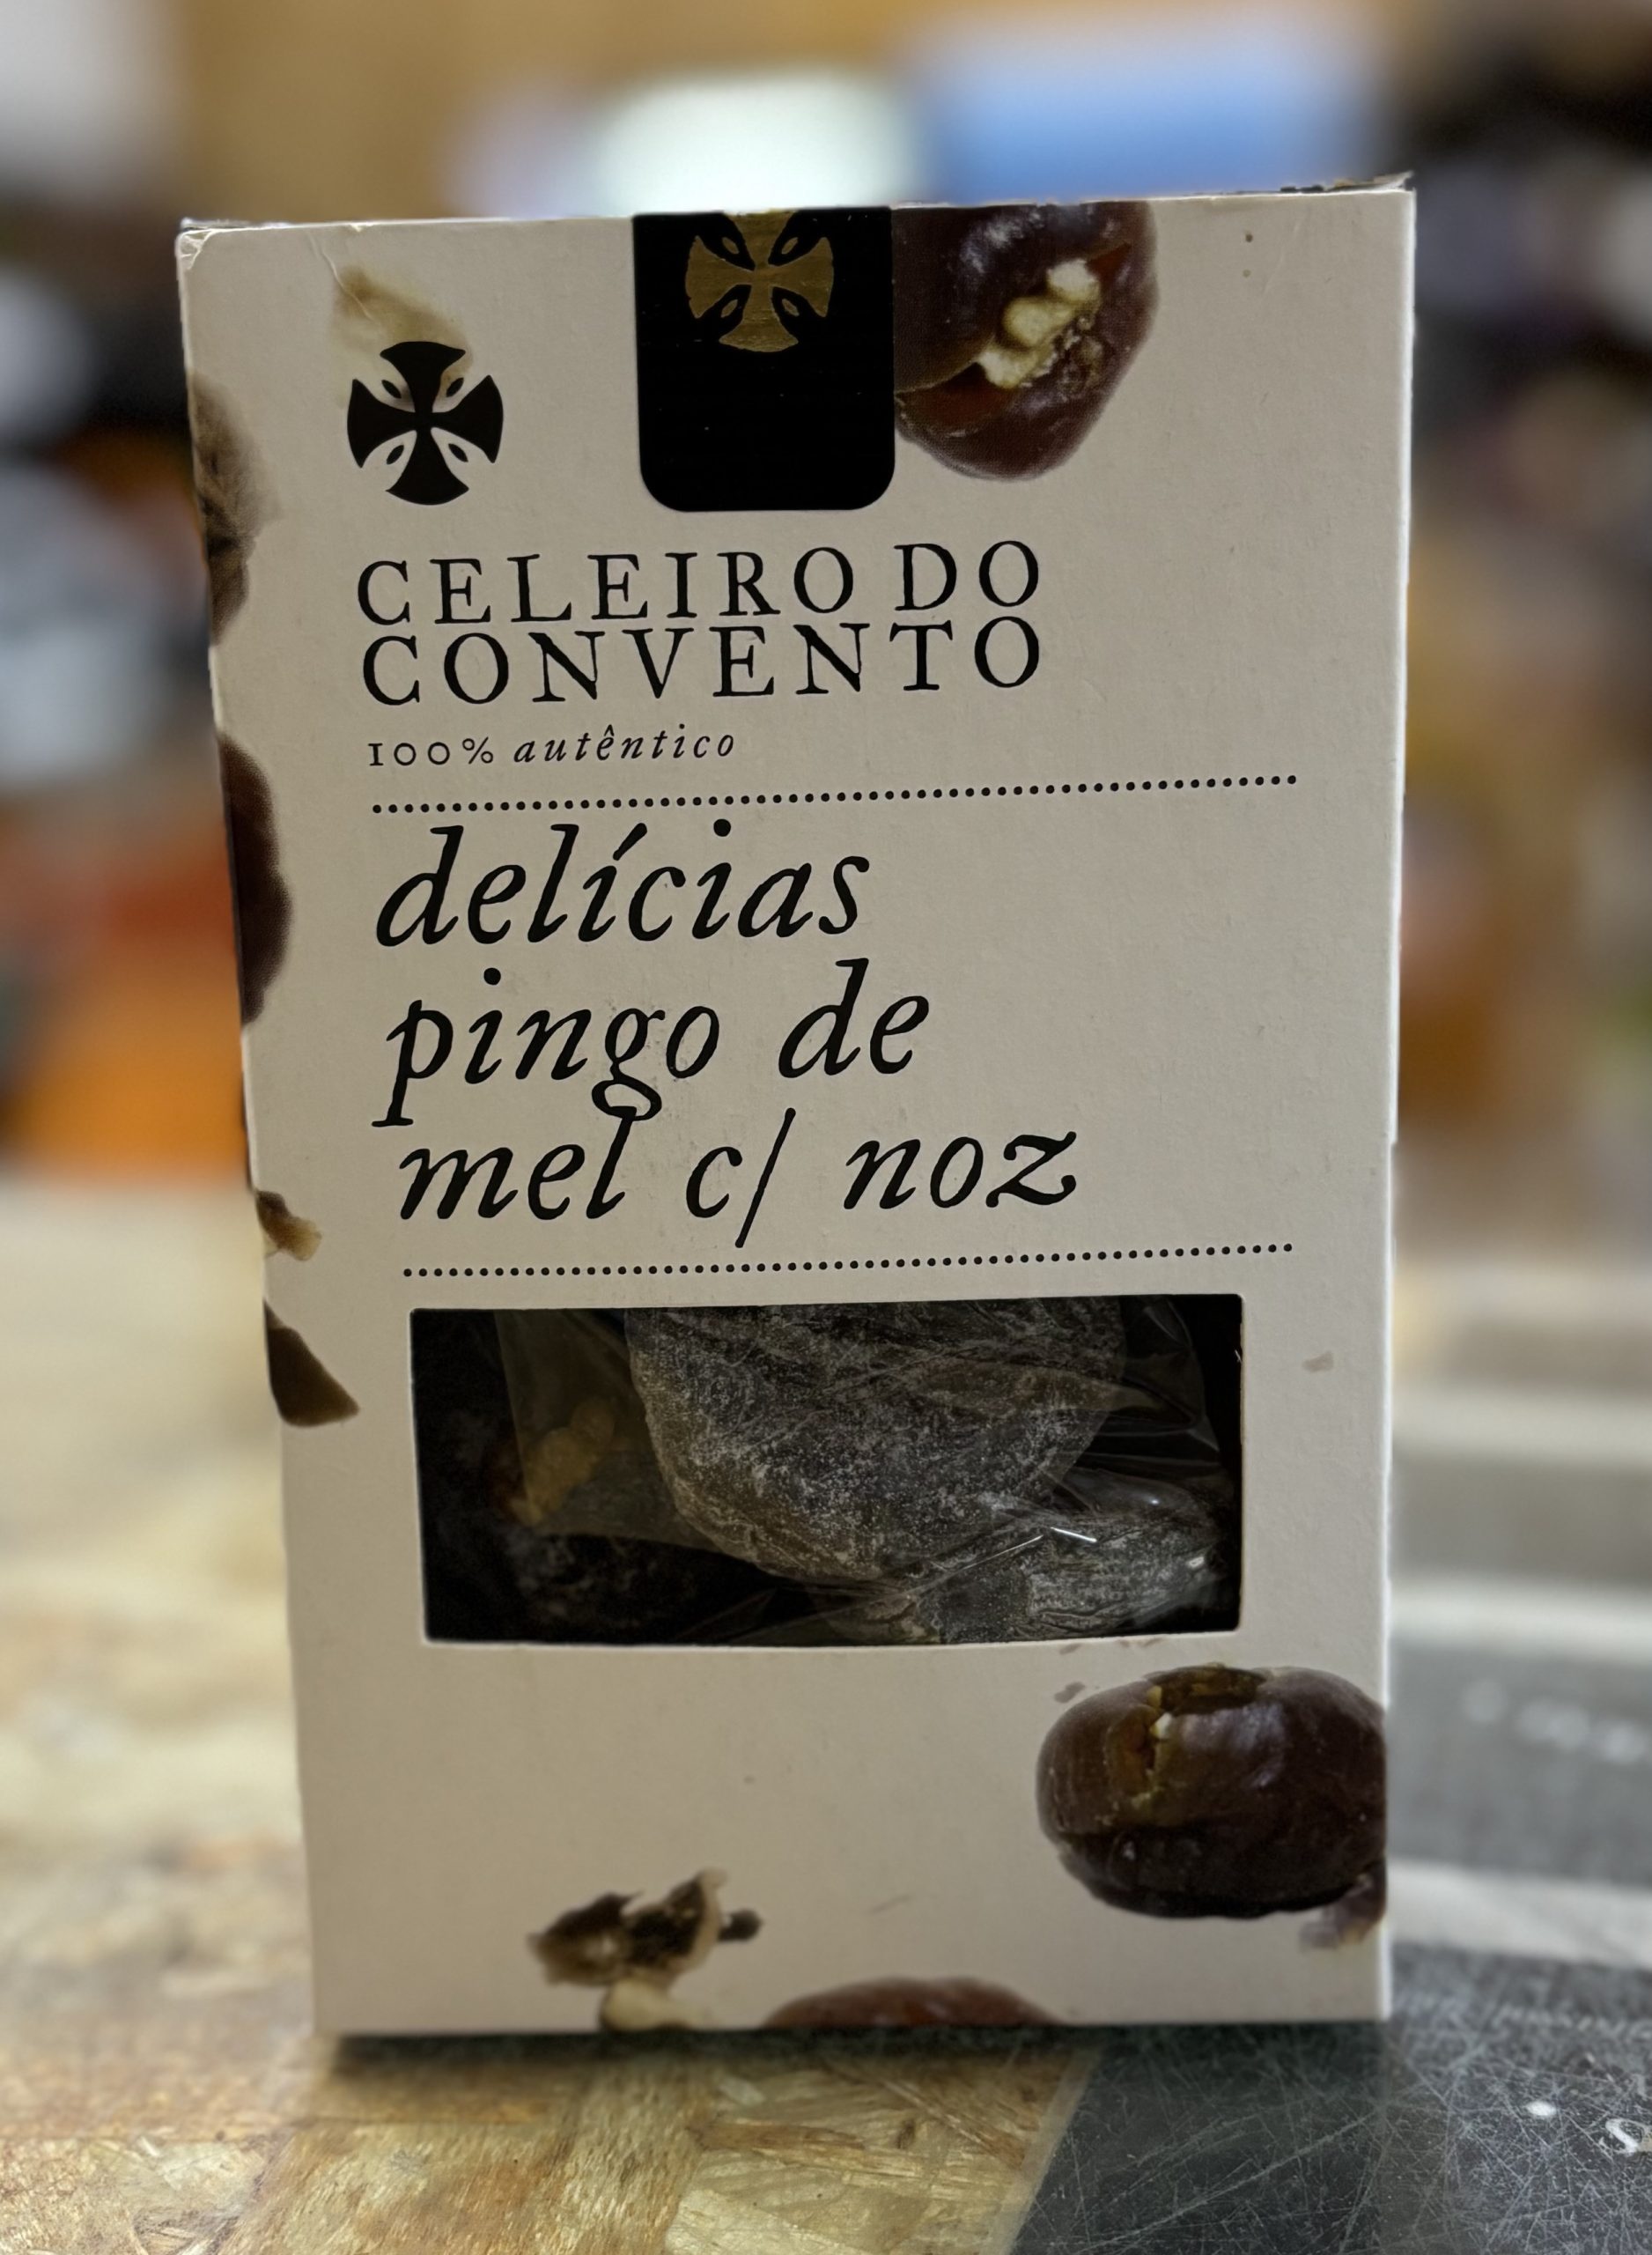 CELEIRO DO
CONVENTO
100% autêntico
delícias
pingo de
mel c/ noz